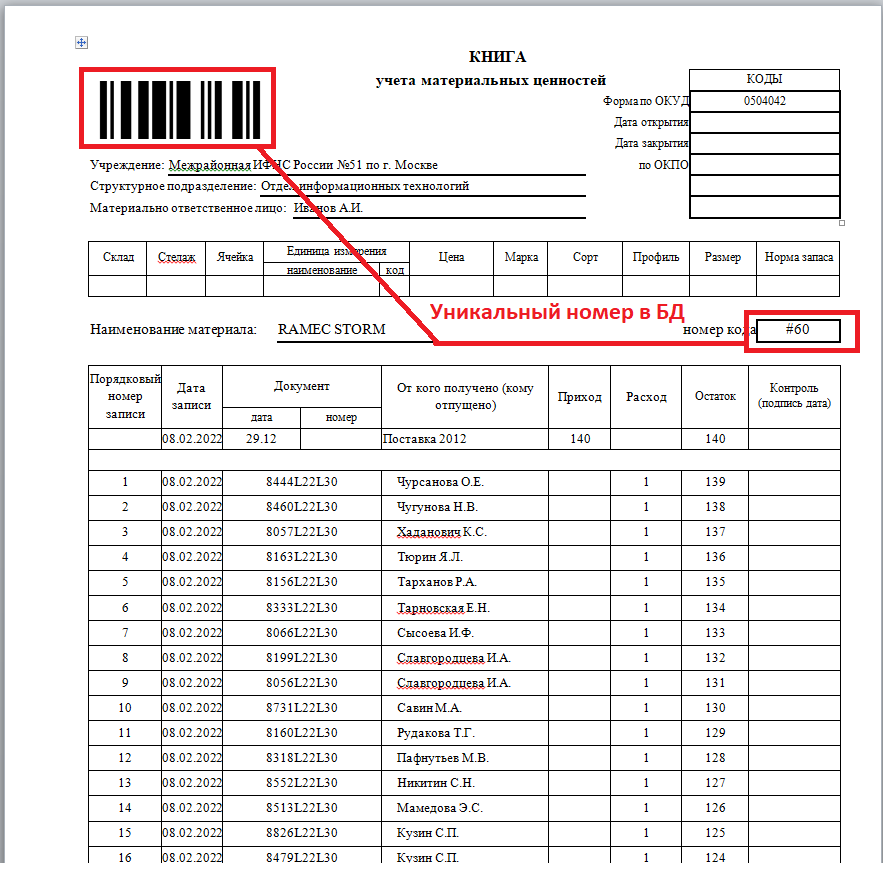 КНИГА
учета материальных ценностей
КОДЫ
Форма по ОКУД 0504042
Дата открытия
Дата закрытия
Учреждение: Межрайонная ИФНС России №51 по г. Москве по ОКПО
Структурное подразделение: Отдел информационных технологий
Материально ответственное лицо: Иванов А.И.
Склад Стелаж Ячейка Единица измерения Цена Марка Сорт Профиль Размер Норма запаса
наименование код
Уникальный номер в БД
Наименование материала: RAMEC STORM номер кода #60
Порядковый номер записи Дата записи Документ От кого получено (кому отпущено) Приход Расход Остаток Контроль (подпись дата)
дата номер
08.02.2022 29.12 Поставка 2012 140 140
1 08.02.2022 8444L22L30 Чурсанова О.Е. 1 139
2 08.02.2022 8460L22L30 Чугунова Н.В. 1 138
3 08.02.2022 8057L22L30 Хаданович К.С. 1 137
4 08.02.2022 8163L22L30 Тюрин Я.Л. 1 136
5 08.02.2022 8156L22L30 Тарханов Р.А. 1 135
6 08.02.2022 8333L22L30 Тарновская Е.Н. 1 134
7 08.02.2022 8066L22L30 Сысоева И.Ф. 1 133
8 08.02.2022 8199L22L30 Славгородцева И.А. 1 132
9 08.02.2022 8056L22L30 Славгородцева И.А. 1 131
10 08.02.2022 8731L22L30 Савин М.А. 1 130
11 08.02.2022 8160L22L30 Рудакова Т.Г. 1 129
12 08.02.2022 8318L22L30 Пафнутьев М.В. 1 128
13 08.02.2022 8552L22L30 Никитин С.Н. 1 127
14 08.02.2022 8513L22L30 Мамедова Э.С. 1 126
15 08.02.2022 8826L22L30 Кузин С.П. 1 125
16 08.02.2022 8479L22L30 Кузин С.П. 1 124